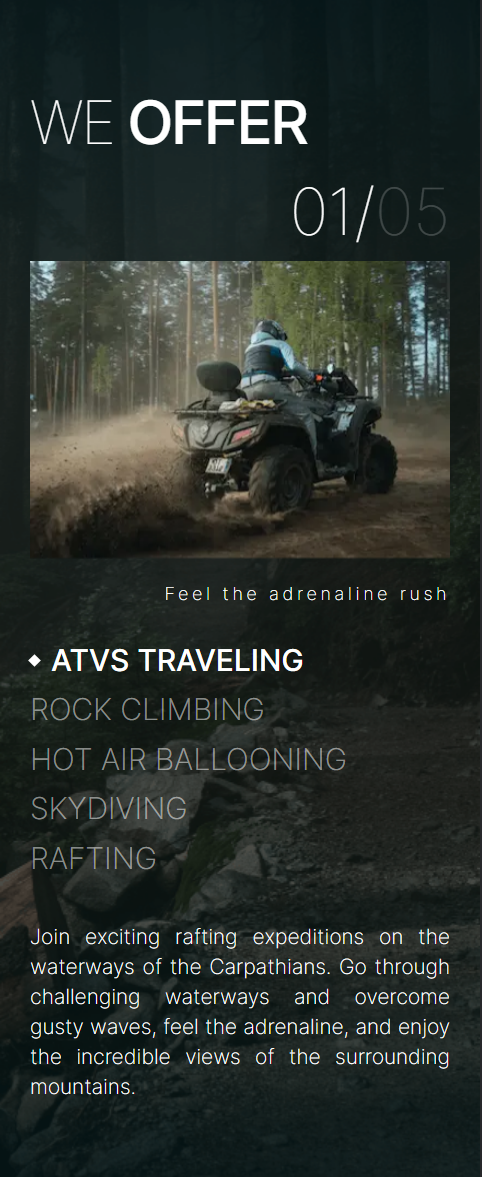 WE OFFER
01/05
Feel the adrenaline rush
ATVS TRAVELING
ROCK CLIMBING
HOT AIR BALLOONING
SKYDIVING
RAFTING
Join exciting rafting expeditions on the
waterways of the Carpathians. Go through
challenging waterways and overcome
gusty waves, feel the adrenaline, and enjoy
the incredible views of the surrounding
mountains.